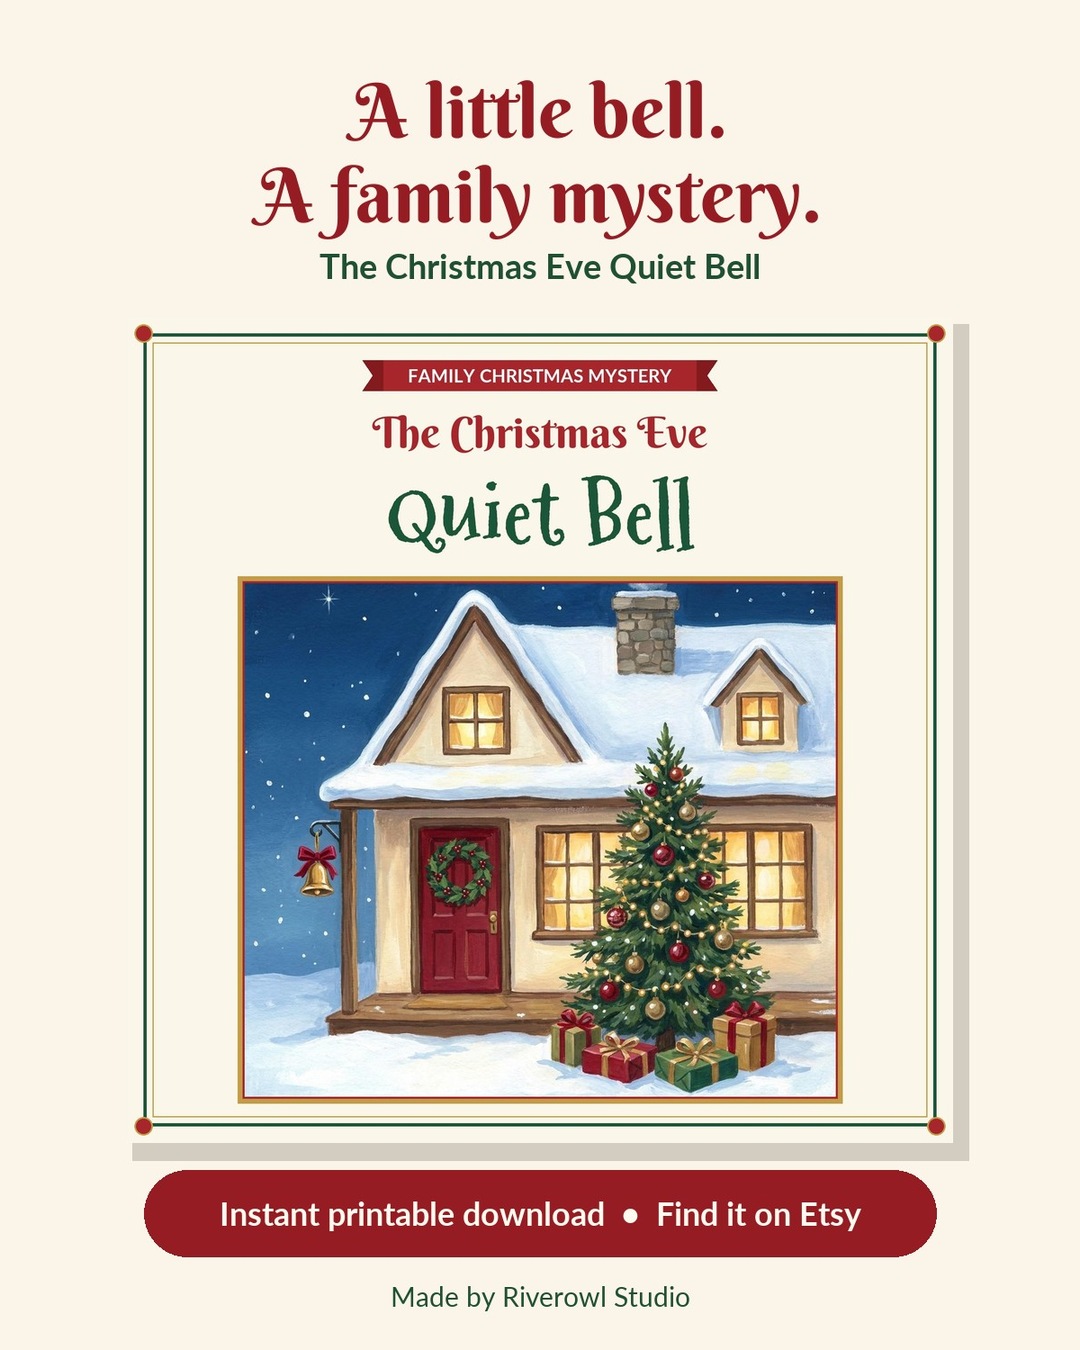 A little bell.
A family mystery.
The Christmas Eve Quiet Bell
FAMILY CHRISTMAS MYSTERY
The Christmas Eve
Quiet Bell
Instant printable download • Find it on Etsy
Made by Riverowl Studio